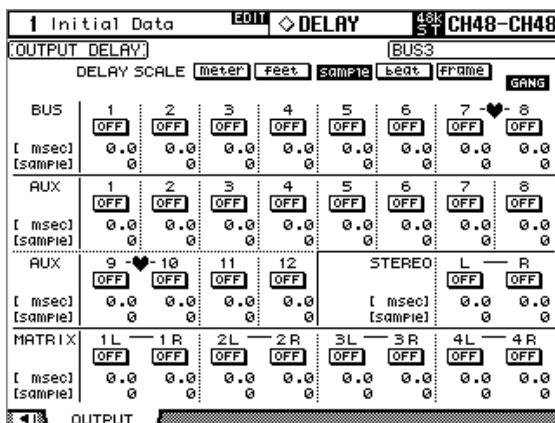 1 Initial Data EDIT ◇DELAY 48K ST CH48-CH48
OUTPUT DELAY BUS3
DELAY SCALE meter feet sample beat frame
GANG
BUS 1 2 3 4 5 6 7 -♥- 8
OFF OFF OFF OFF OFF OFF OFF OFF
[ msec] 0.0 0.0 0.0 0.0 0.0 0.0 0.0 0.0
[sample] 0 0 0 0 0 0 0 0
AUX 1 2 3 4 5 6 7 8
OFF OFF OFF OFF OFF OFF OFF OFF
[ msec] 0.0 0.0 0.0 0.0 0.0 0.0 0.0 0.0
[sample] 0 0 0 0 0 0 0 0
AUX 9 -♥- 10 11 12 STEREO L — R
OFF OFF OFF OFF OFF OFF
[ msec] 0.0 0.0 0.0 0.0 [ msec] 0.0 0.0
[sample] 0 0 0 0 [sample] 0 0
MATRIX 1L — 1R 2L — 2R 3L — 3R 4L — 4R
OFF OFF OFF OFF OFF OFF OFF OFF
[ msec] 0.0 0.0 0.0 0.0 0.0 0.0 0.0 0.0
[sample] 0 0 0 0 0 0 0 0
OUTPUT